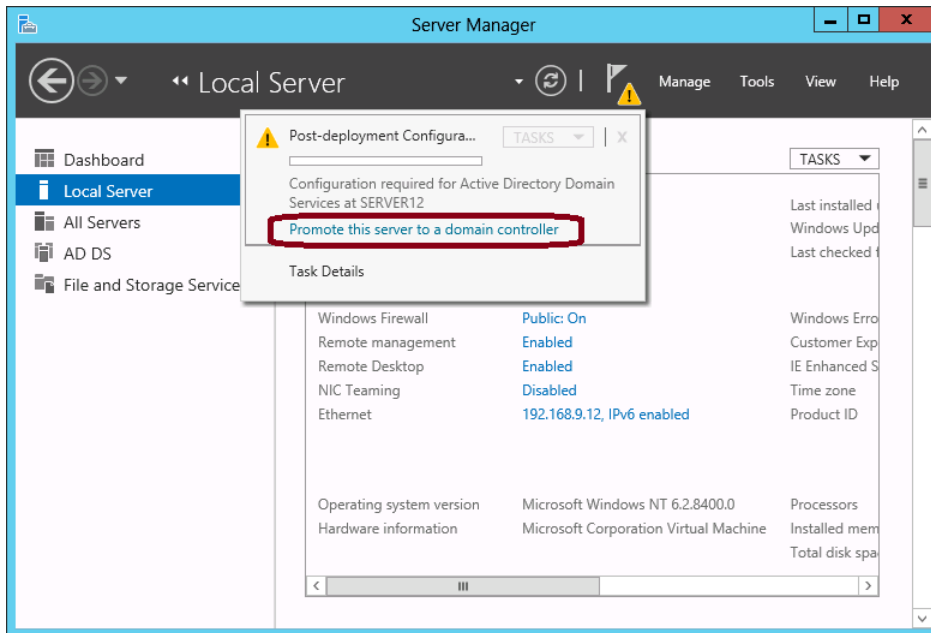 Server Manager
Local Server
Manage Tools View Help
Post-deployment Configura... TASKS X
Configuration required for Active Directory Domain
Services at SERVER12
Promote this server to a domain controller
Task Details
Dashboard
Local Server
All Servers
AD DS
File and Storage Service
TASKS
Last installed
Windows Upd
Last checked f
Windows Firewall Public: On Windows Erro
Remote management Enabled Customer Exp
Remote Desktop Enabled IE Enhanced S
NIC Teaming Disabled Time zone
Ethernet 192.168.9.12, IPv6 enabled Product ID
Operating system version Microsoft Windows NT 6.2.8400.0 Processors
Hardware information Microsoft Corporation Virtual Machine Installed mem
Total disk spa